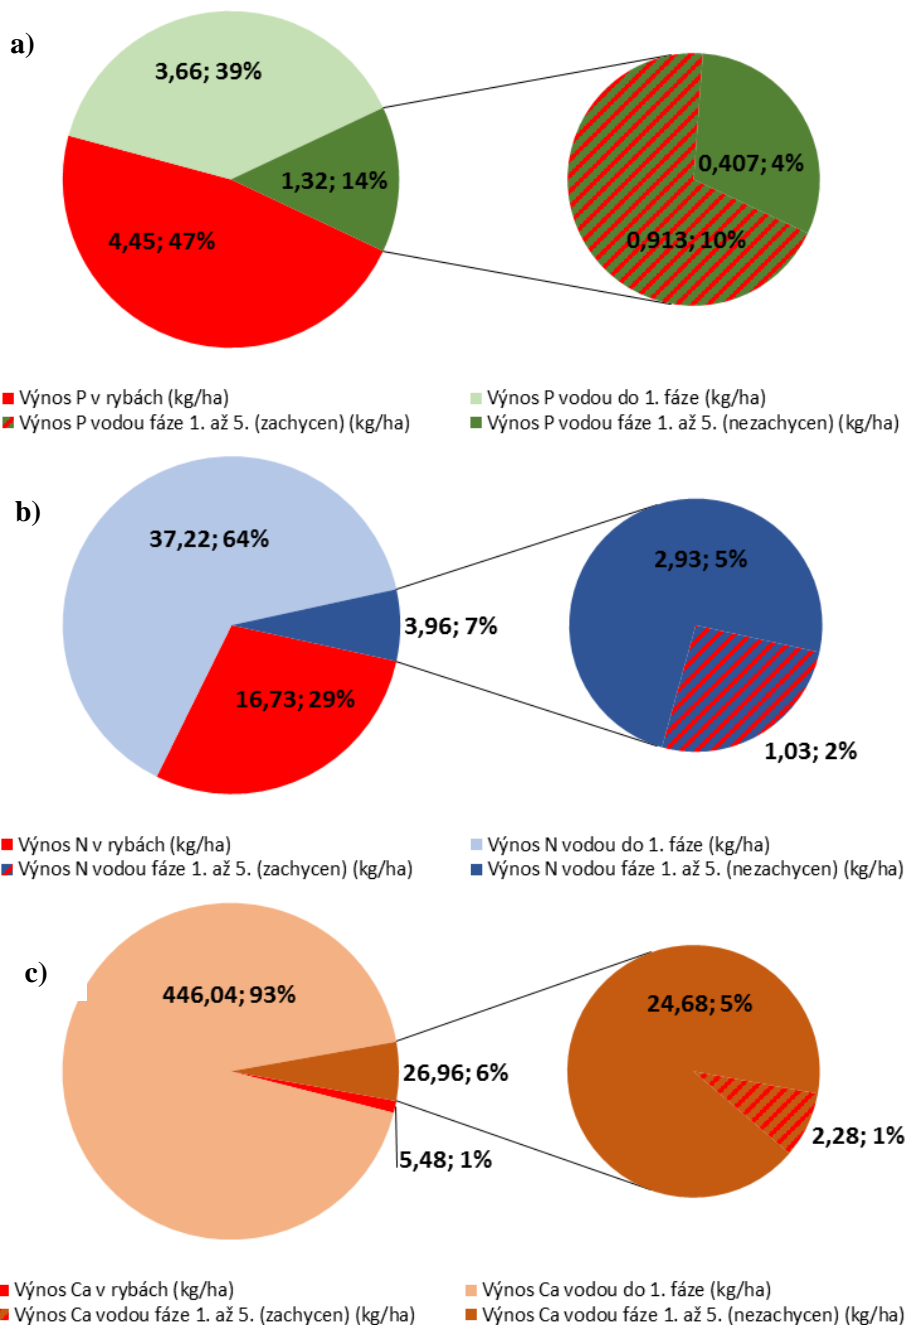 a)
3,66; 39%
1,32; 14%
4,45; 47%
0,407; 4%
0,913; 10%
Výnos P v rybách (kg/ha)
Výnos P vodou do 1. fáze (kg/ha)
Výnos P vodou fáze 1. až 5. (zachycen) (kg/ha)
Výnos P vodou fáze 1. až 5. (nezachycen) (kg/ha)
b)
37,22; 64%
3,96; 7%
16,73; 29%
2,93; 5%
1,03; 2%
Výnos N v rybách (kg/ha)
Výnos N vodou do 1. fáze (kg/ha)
Výnos N vodou fáze 1. až 5. (zachycen) (kg/ha)
Výnos N vodou fáze 1. až 5. (nezachycen) (kg/ha)
c)
446,04; 93%
26,96; 6%
5,48; 1%
24,68; 5%
2,28; 1%
Výnos Ca v rybách (kg/ha)
Výnos Ca vodou do 1. fáze (kg/ha)
Výnos Ca vodou fáze 1. až 5. (zachycen) (kg/ha)
Výnos Ca vodou fáze 1. až 5. (nezachycen) (kg/ha)